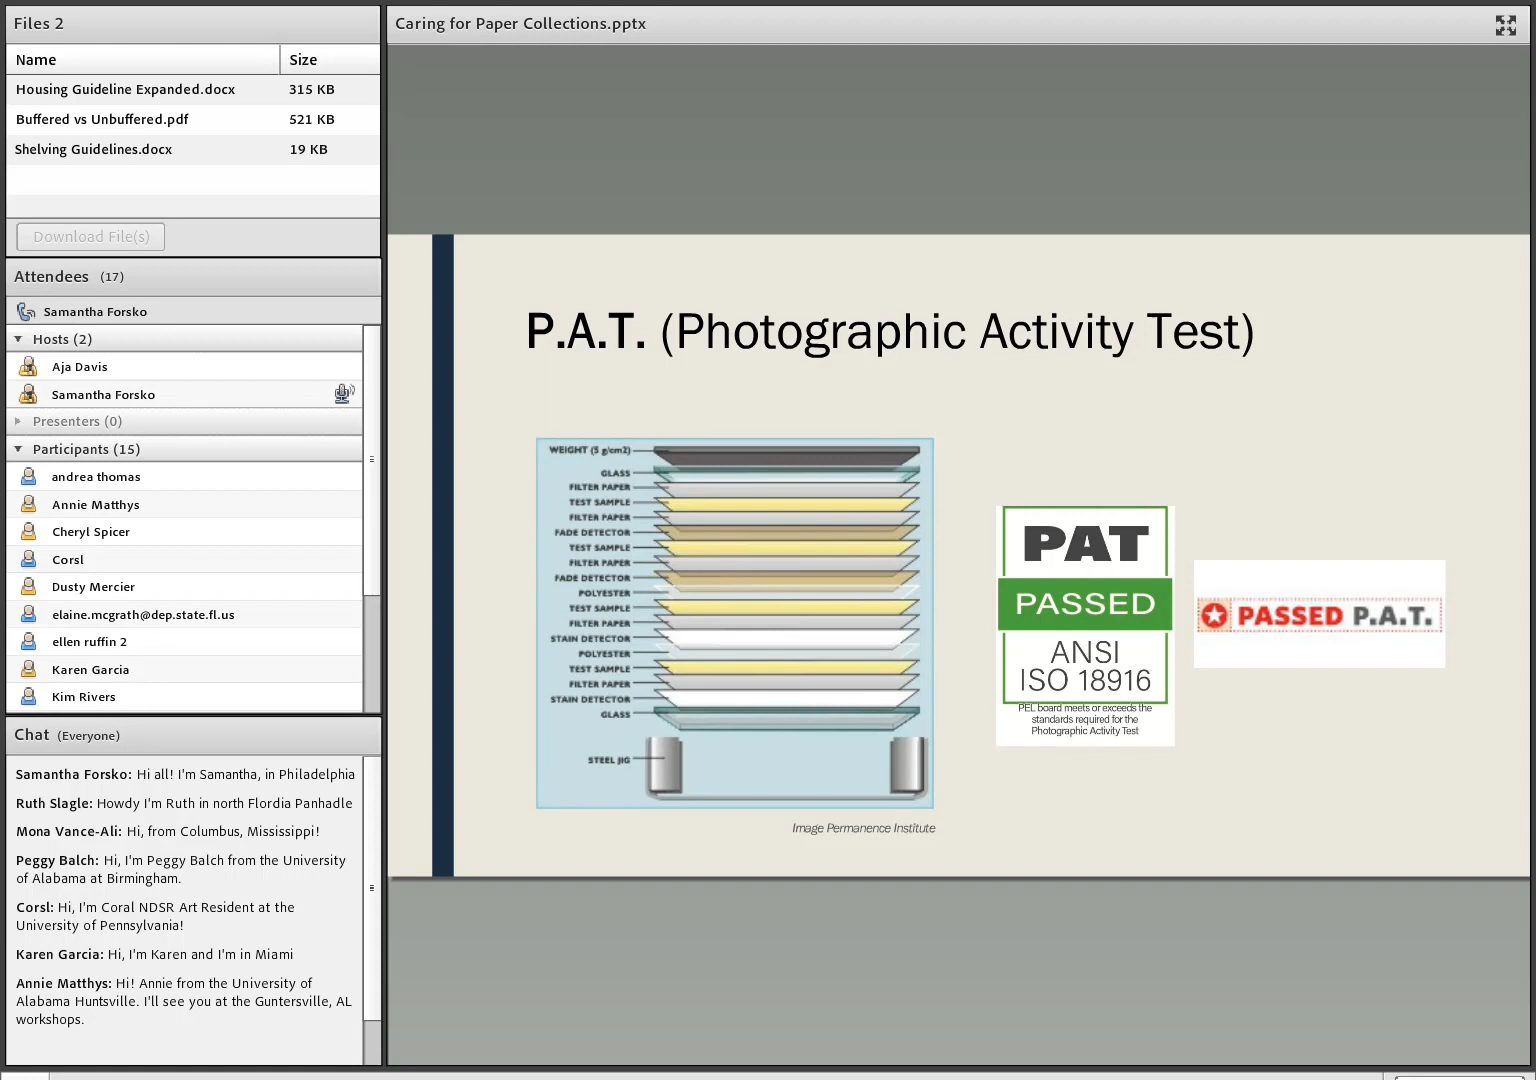 Files 2
Name Size
Housing Guideline Expanded.docx 315 KB
Buffered vs Unbuffered.pdf 521 KB
Shelving Guidelines.docx 19 KB
Download File(s)
Attendees (17)
Samantha Forsko
Hosts (2)
Aja Davis
Samantha Forsko
Presenters (0)
Participants (15)
andrea thomas
Annie Matthys
Cheryl Spicer
Corsl
Dusty Mercier
elaine.mcgrath@dep.state.fl.us
ellen ruffin 2
Karen Garcia
Kim Rivers
Chat (Everyone)
Samantha Forsko: Hi all! I'm Samantha, in Philadelphia
Ruth Slagle: Howdy I'm Ruth in north Flordia Panhadle
Mona Vance-Ali: Hi, from Columbus, Mississippi!
Peggy Balch: Hi, I'm Peggy Balch from the University
of Alabama at Birmingham.
Corsl: Hi, I'm Coral NDSR Art Resident at the
University of Pennsylvania!
Karen Garcia: Hi, I'm Karen and I'm in Miami
Annie Matthys: Hi! Annie from the University of
Alabama Huntsville. I'll see you at the Guntersville, AL
workshops.
Caring for Paper Collections.pptx
P.A.T. (Photographic Activity Test)
WEIGHT (5 g/cm2)
GLASS
FILTER PAPER
TEST SAMPLE
FILTER PAPER
FADE DETECTOR
TEST SAMPLE
FILTER PAPER
FADE DETECTOR
POLYESTER
TEST SAMPLE
FILTER PAPER
STAIN DETECTOR
POLYESTER
TEST SAMPLE
FILTER PAPER
STAIN DETECTOR
GLASS
STEEL JIG
Image Permanence Institute
PAT
PASSED
ANSI
ISO 18916
PEL board meets or exceeds the
standards required for the
Photographic Activity Test
PASSED P.A.T.